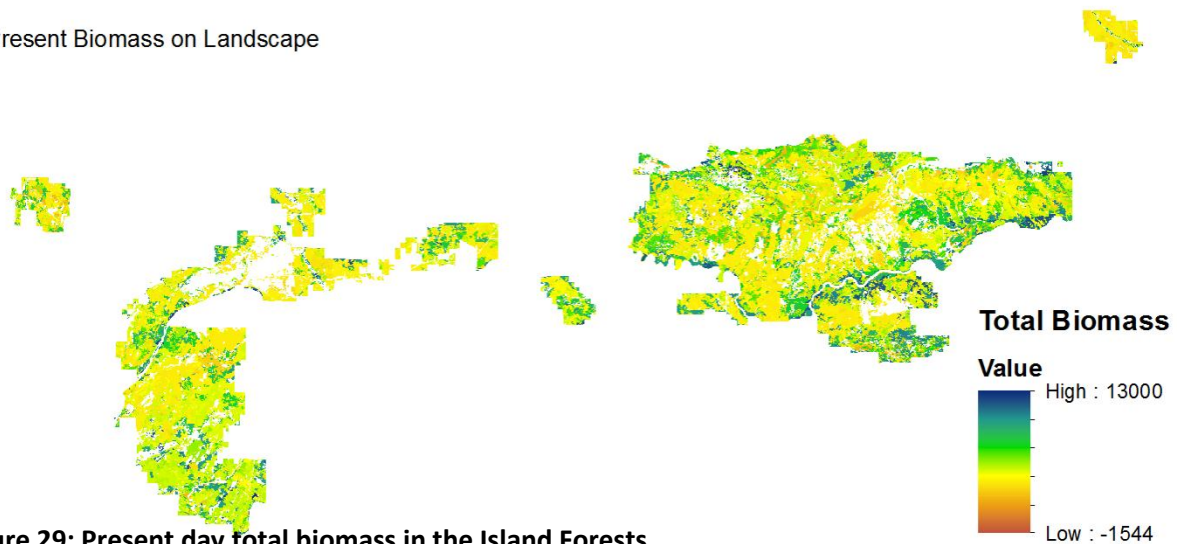 resent Biomass on Landscape
Total Biomass
Value
High : 13000
Low : -1544
ure 29: Present day total biomass in the Island Forests